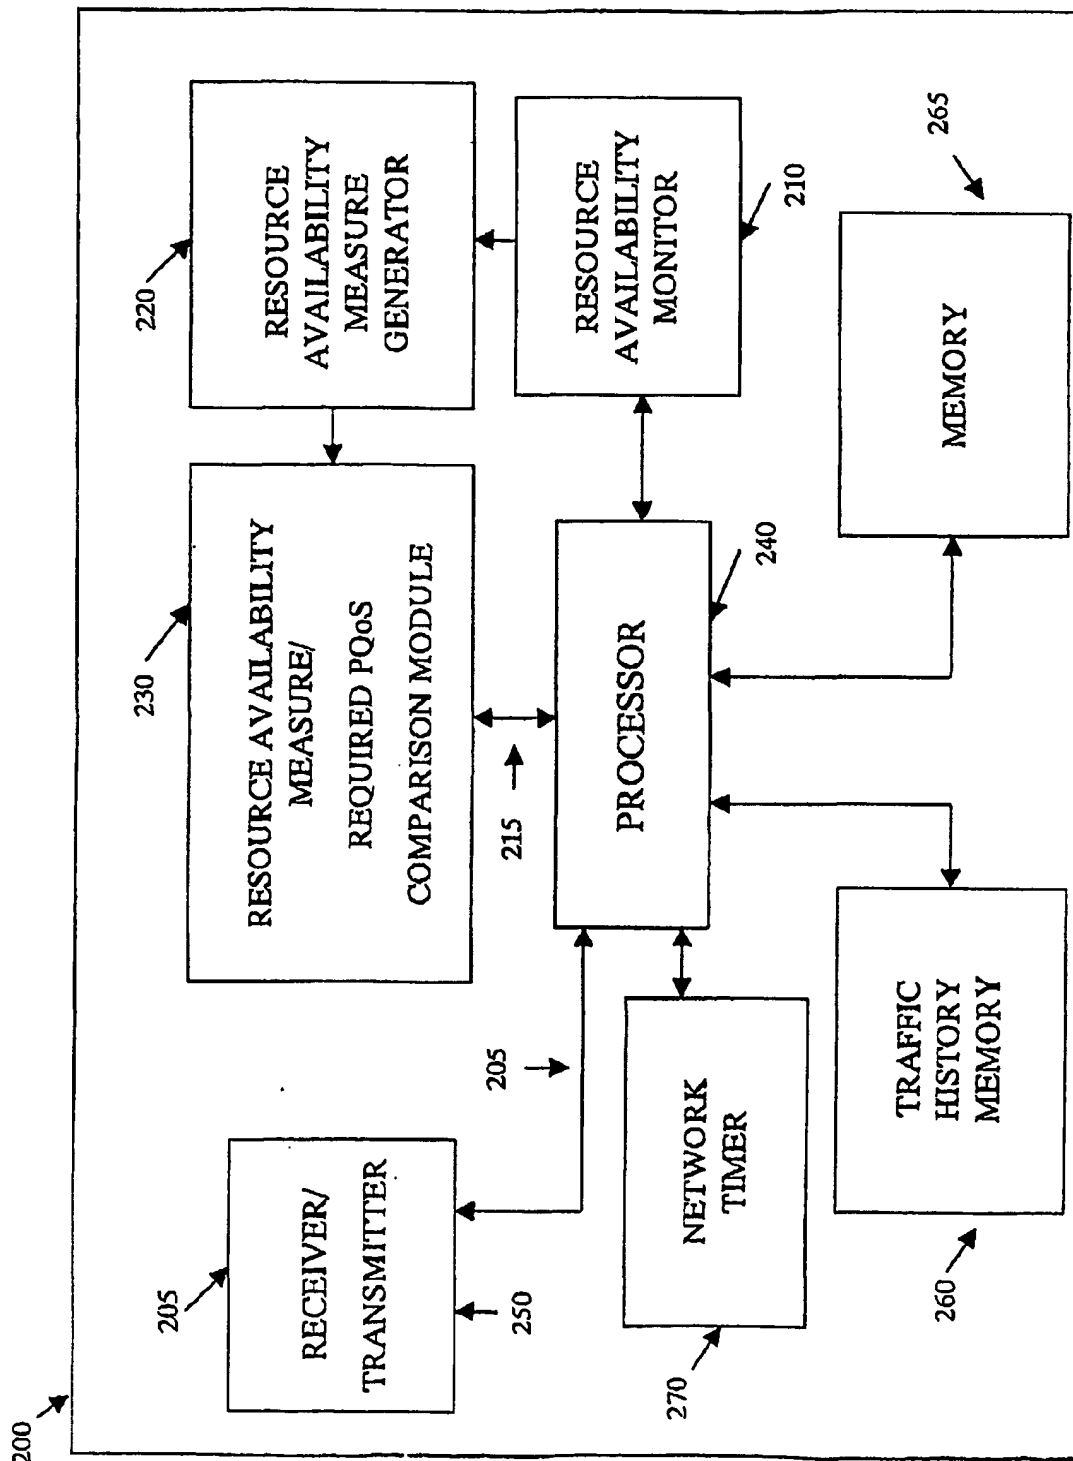 200
205
RECEIVER/
TRANSMITTER
250
230
RESOURCE AVAILABILITY
MEASURE/
REQUIRED PQoS
COMPARISON MODULE
220
RESOURCE
AVAILABILITY
MEASURE
GENERATOR
205
215
RESOURCE
AVAILABILITY
MONITOR
210
270
NETWORK
TIMER
PROCESSOR
240
260
TRAFFIC
HISTORY
MEMORY
MEMORY
265